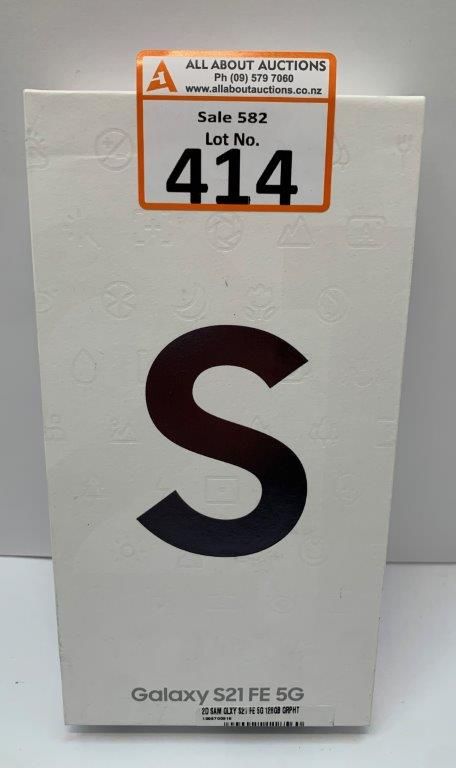 ALL ABOUT AUCTIONS
Ph (09) 579 7060
www.allaboutauctions.co.nz
Sale 582
Lot No.
414
S
Galaxy S21 FE 5G
2D SAM GLXY S21 FE 5G 128GB GRPHT